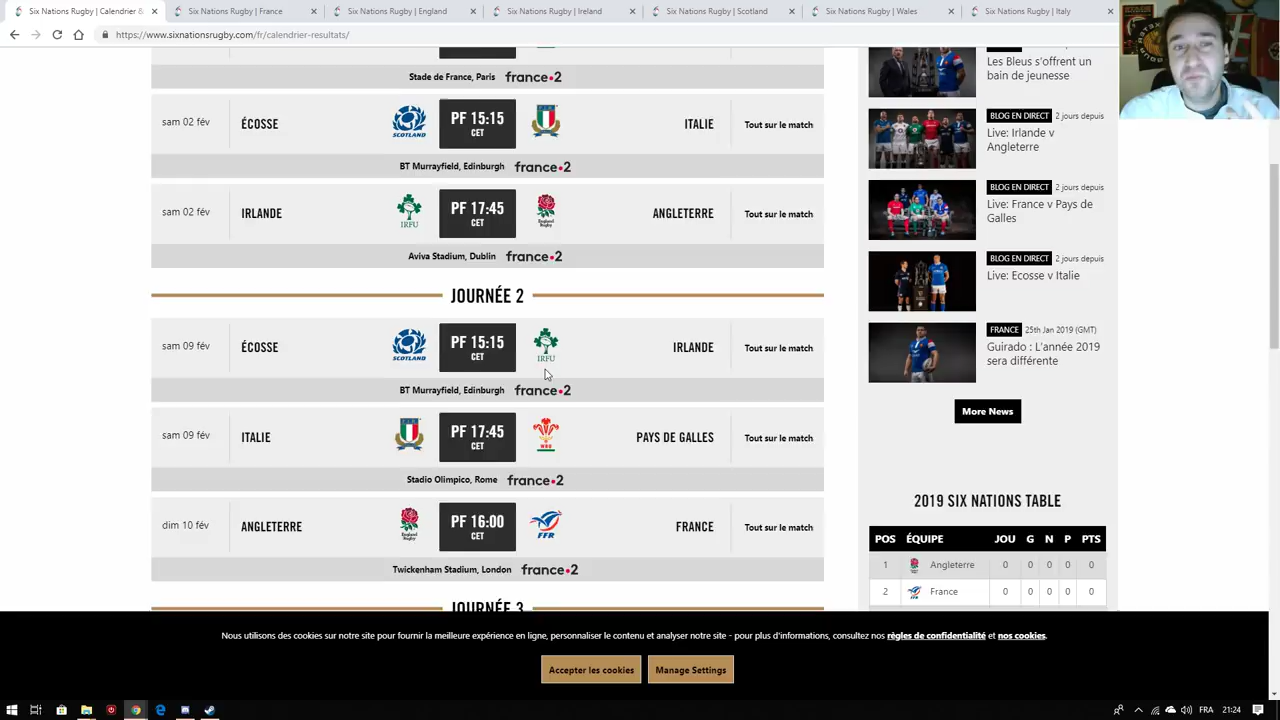 Six Nations Rugby | Calendrier &
Six Nations Rugby | France
Six Nations Rugby | England
Six Nations Rugby | Ireland
Six Nations Rugby | Scotland
Six Nations Rugby | Wales
Six Nations Rugby | Italy
https://www.sixnationsrugby.com/fr/calendrier-resultats/
Stade de France, Paris france•2
sam 02 fév ÉCOSSE SCOTLAND PF 15:15 ITALIE Tout sur le match
CET
BT Murrayfield, Edinburgh france•2
sam 02 fév IRLANDE IRFU PF 17:45 England Rugby ANGLETERRE Tout sur le match
CET
Aviva Stadium, Dublin france•2
JOURNÉE 2
sam 09 fév ÉCOSSE SCOTLAND PF 15:15 IRFU IRLANDE Tout sur le match
CET
BT Murrayfield, Edinburgh france•2
sam 09 fév ITALIE PF 17:45 WRU PAYS DE GALLES Tout sur le match
CET
Stadio Olimpico, Rome france•2
dim 10 fév ANGLETERRE England Rugby PF 16:00 FFR FRANCE Tout sur le match
CET
Twickenham Stadium, London france•2
JOURNÉE 3
Les Bleus s'offrent un
bain de jeunesse
BLOG EN DIRECT 2 jours depuis
Live: Irlande v
Angleterre
BLOG EN DIRECT 2 jours depuis
Live: France v Pays de
Galles
BLOG EN DIRECT 2 jours depuis
Live: Ecosse v Italie
FRANCE 25th Jan 2019 (GMT)
Guirado : L'année 2019
sera différente
More News
2019 SIX NATIONS TABLE
POS ÉQUIPE JOU G N P PTS
1 Angleterre 0 0 0 0 0
2 FFR France 0 0 0 0 0
Nous utilisons des cookies sur notre site pour fournir la meilleure expérience en ligne, personnaliser le contenu et analyser notre site - pour plus d'informations, consultez nos règles de confidentialité et nos cookies.
Accepter les cookies
Manage Settings
FRA 21:24